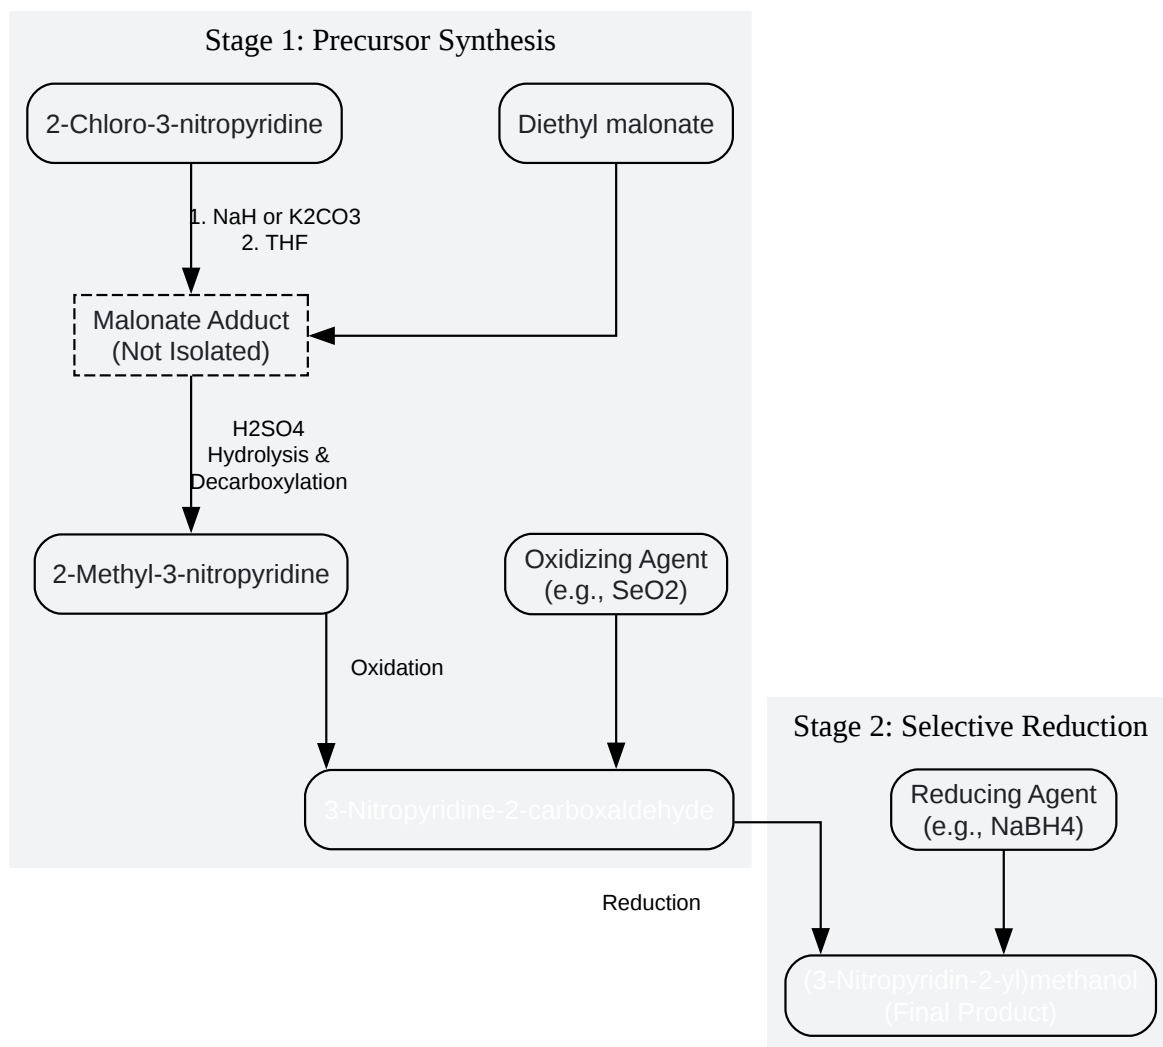 Stage 1: Precursor Synthesis
2-Chloro-3-nitropyridine
Diethyl malonate
1. NaH or K2CO3
2. THF
Malonate Adduct
(Not Isolated)
H2SO4
Hydrolysis &
Decarboxylation
2-Methyl-3-nitropyridine
Oxidizing Agent
(e.g., SeO2)
Oxidation
3-Nitropyridine-2-carboxaldehyde
Stage 2: Selective Reduction
Reducing Agent
(e.g., NaBH4)
Reduction
(3-Nitropyridin-2-yl)methanol
(Final Product)